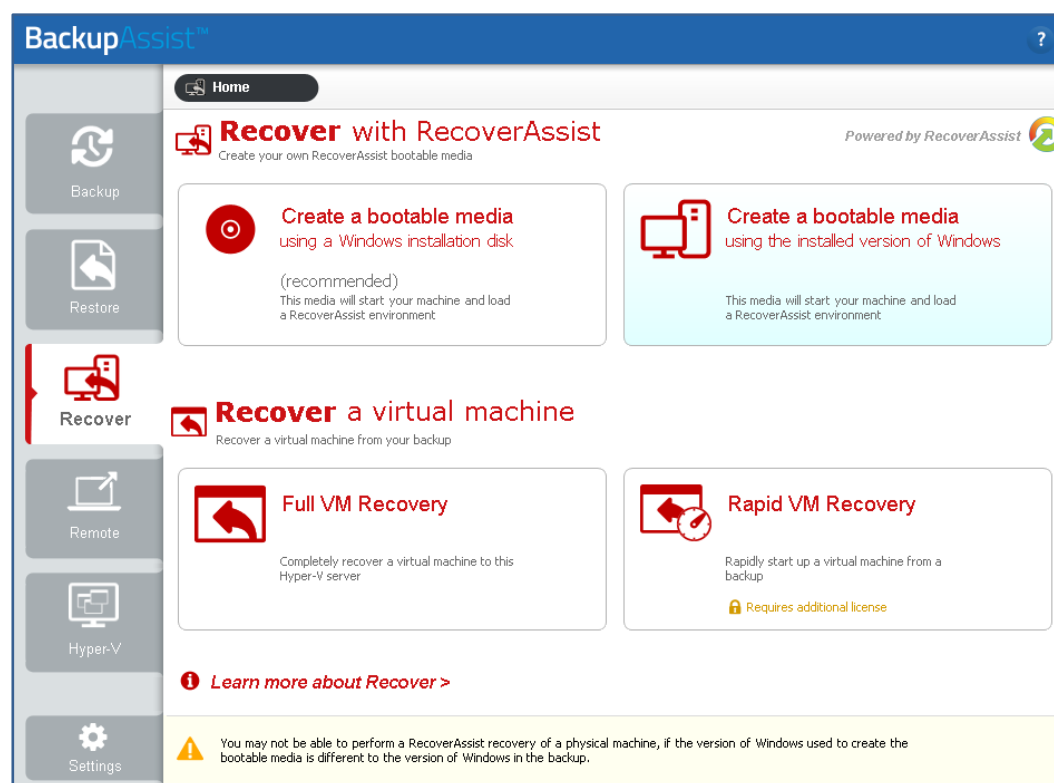 BackupAssist™
?
Home
Recover with RecoverAssist
Create your own RecoverAssist bootable media
Powered by RecoverAssist
Create a bootable media
using a Windows installation disk
(recommended)
This media will start your machine and load
a RecoverAssist environment
Create a bootable media
using the installed version of Windows
This media will start your machine and load
a RecoverAssist environment
Recover a virtual machine
Recover a virtual machine from your backup
Full VM Recovery
Completely recover a virtual machine to this
Hyper-V server
Rapid VM Recovery
Rapidly start up a virtual machine from a
backup
Requires additional license
Learn more about Recover >
You may not be able to perform a RecoverAssist recovery of a physical machine, if the version of Windows used to create the
bootable media is different to the version of Windows in the backup.
Backup
Restore
Recover
Remote
Hyper-V
Settings